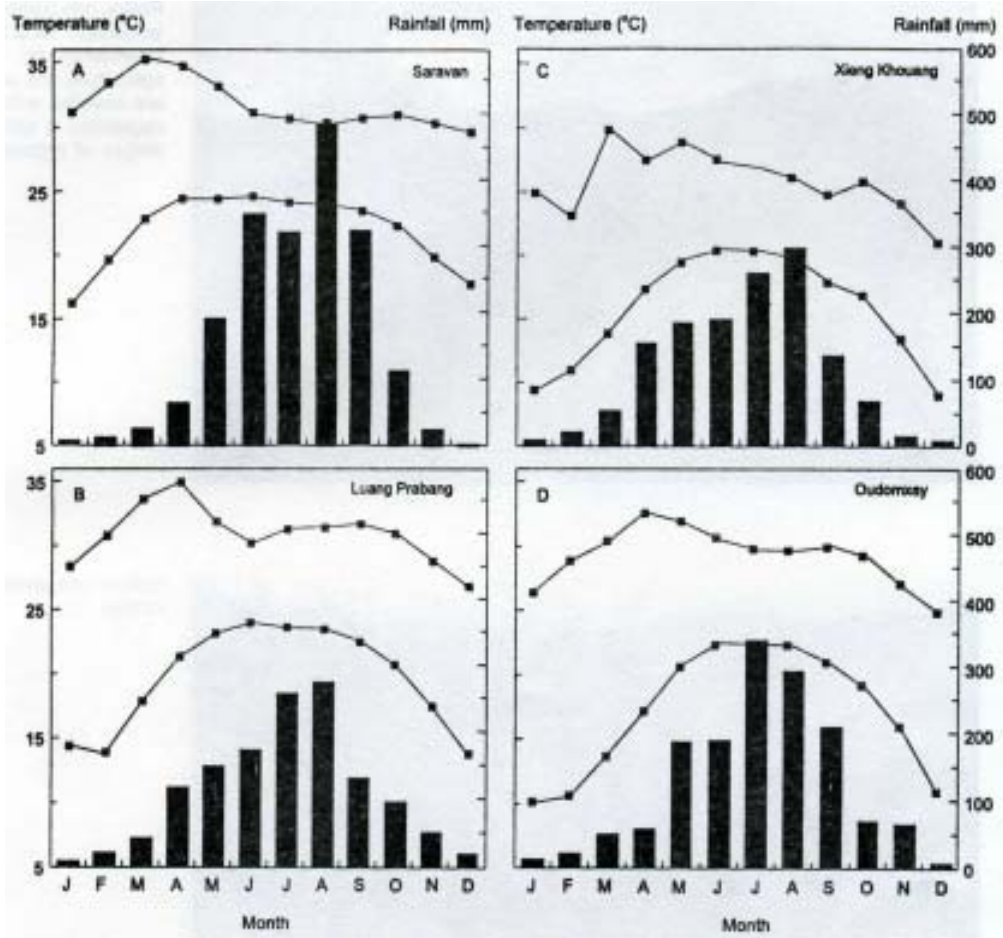 Temperature (°C) Rainfall (mm) Temperature (°C) Rainfall (mm)
A Saravan
35
25
15
5
C Xieng Khouang
600
500
400
300
200
100
0
B Luang Prabang
35
25
15
5
J F M A M J J A S O N D
Month
D Oudomxay
600
500
400
300
200
100
0
J F M A M J J A S O N D
Month